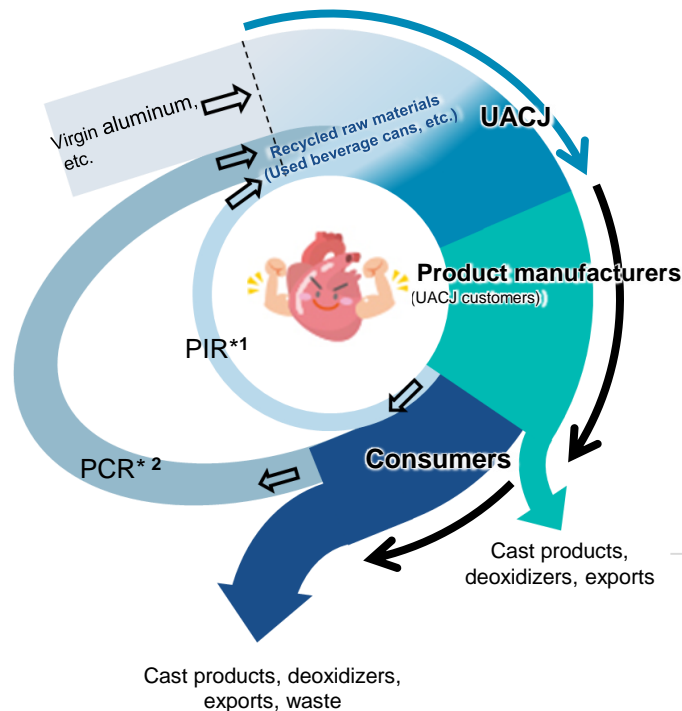 Virgin aluminum,
etc.
Recycled raw materials
(Used beverage cans, etc.)
UACJ
Product manufacturers
(UACJ customers)
PIR*1
PCR* 2
Consumers
Cast products,
deoxidizers, exports
Cast products, deoxidizers,
exports, waste